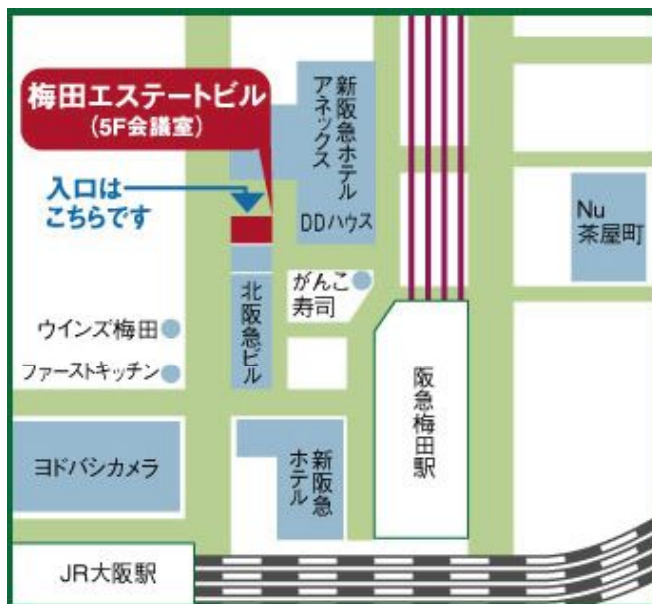 梅田エステートビル
（5F会議室）
入口は
こちらです
新阪急ホテル
アネックス
DDハウス
Nu
茶屋町
がんこ
寿司
北阪急ビル
ウインズ梅田
ファーストキッチン
阪急梅田駅
ヨドバシカメラ
新阪急
ホテル
JR大阪駅